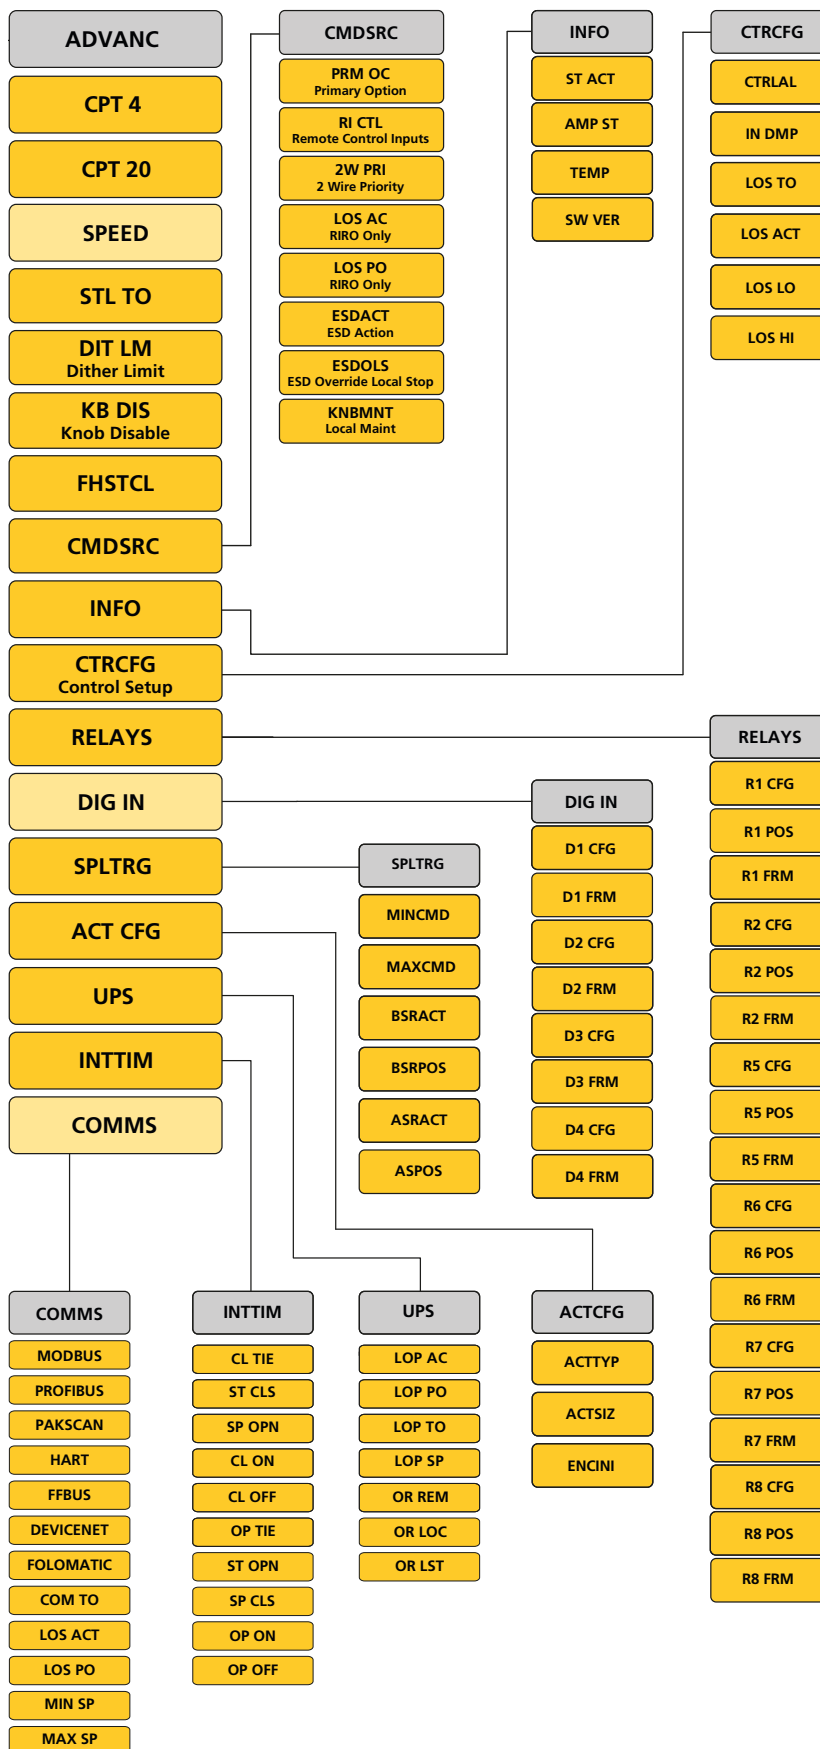 ADVANC
CPT 4
CPT 20
SPEED
STL TO
DIT LM
Dither Limit
KB DIS
Knob Disable
FHSTCL
CMDSRC
INFO
CTRCFG
Control Setup
RELAYS
DIG IN
SPLTRG
ACT CFG
UPS
INTTIM
COMMS
CMDSRC
PRM OC
Primary Option
RI CTL
Remote Control Inputs
2W PRI
2 Wire Priority
LOS AC
RIRO Only
LOS PO
RIRO Only
ESDACT
ESD Action
ESDOLS
ESD Override Local Stop
KNBMNT
Local Maint
INFO
ST ACT
AMP ST
TEMP
SW VER
CTRCFG
CTRLAL
IN DMP
LOS TO
LOS ACT
LOS LO
LOS HI
RELAYS
R1 CFG
R1 POS
R1 FRM
R2 CFG
R2 POS
R2 FRM
R5 CFG
R5 POS
R5 FRM
R6 CFG
R6 POS
R6 FRM
R7 CFG
R7 POS
R7 FRM
R8 CFG
R8 POS
R8 FRM
DIG IN
D1 CFG
D1 FRM
D2 CFG
D2 FRM
D3 CFG
D3 FRM
D4 CFG
D4 FRM
SPLTRG
MINCMD
MAXCMD
BSRACT
BSRPOS
ASRACT
ASPOS
COMMS
MODBUS
PROFIBUS
PAKSCAN
HART
FFBUS
DEVICENET
FOLOMATIC
COM TO
LOS ACT
LOS PO
MIN SP
MAX SP
INTTIM
CL TIE
ST CLS
SP OPN
CL ON
CL OFF
OP TIE
ST OPN
SP CLS
OP ON
OP OFF
UPS
LOP AC
LOP PO
LOP TO
LOP SP
OR REM
OR LOC
OR LST
ACTCFG
ACTTYP
ACTSIZ
ENCINI